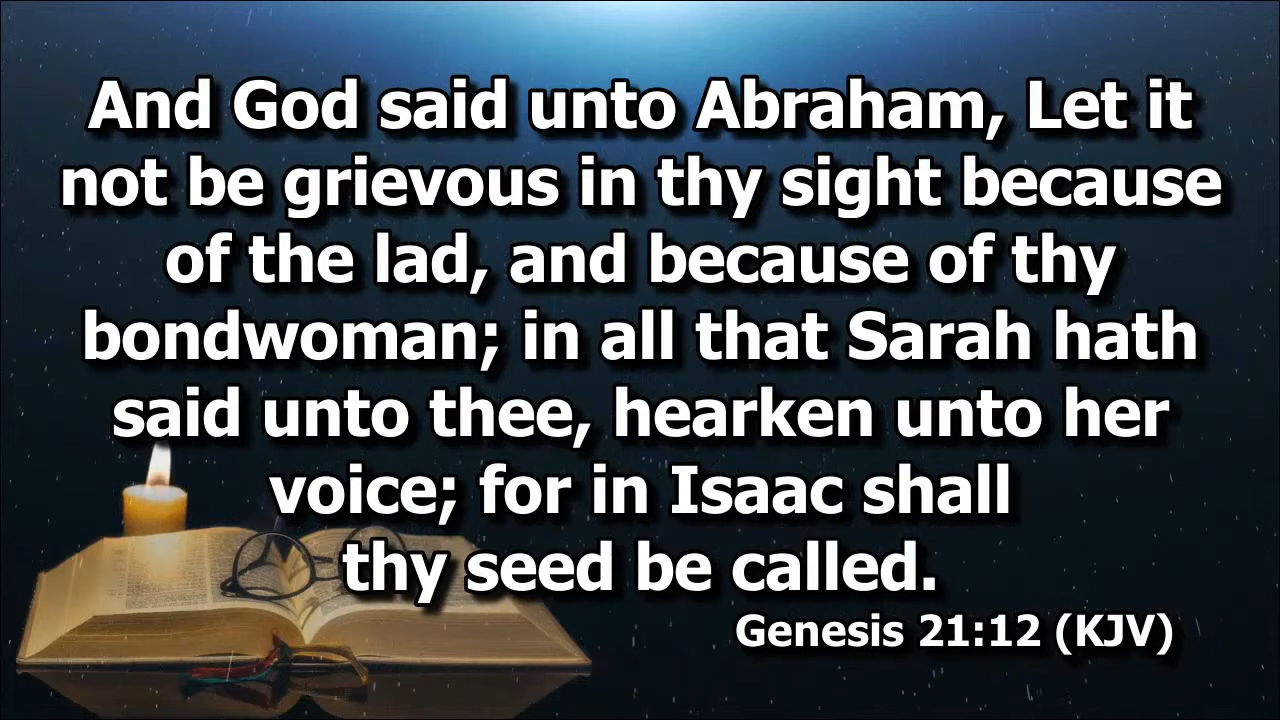 And God said unto Abraham, Let it
not be grievous in thy sight because
of the lad, and because of thy
bondwoman; in all that Sarah hath
said unto thee, hearken unto her
voice; for in Isaac shall
thy seed be called.
Genesis 21:12 (KJV)